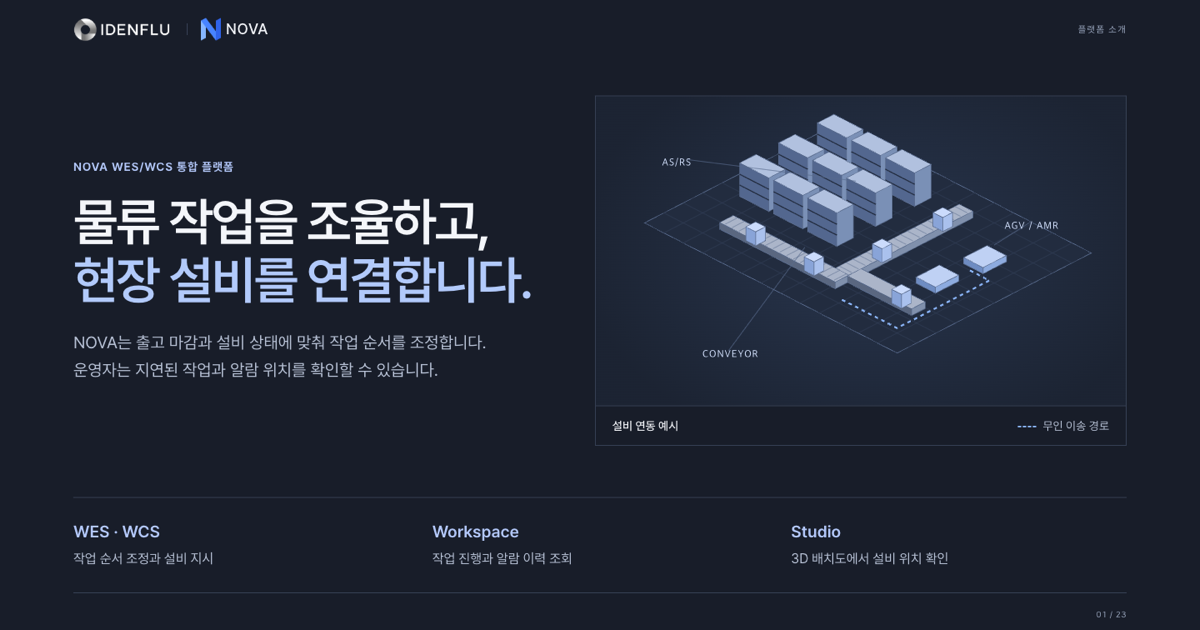 IDENFLU
NOVA
플랫폼 소개
NOVA WES/WCS 통합 플랫폼
물류 작업을 조율하고,
현장 설비를 연결합니다.
NOVA는 출고 마감과 설비 상태에 맞춰 작업 순서를 조정합니다.
운영자는 지연된 작업과 알람 위치를 확인할 수 있습니다.
AS/RS
AGV / AMR
CONVEYOR
설비 연동 예시
무인 이송 경로
WES · WCS
작업 순서 조정과 설비 지시
Workspace
작업 진행과 알람 이력 조회
Studio
3D 배치도에서 설비 위치 확인
01 / 23